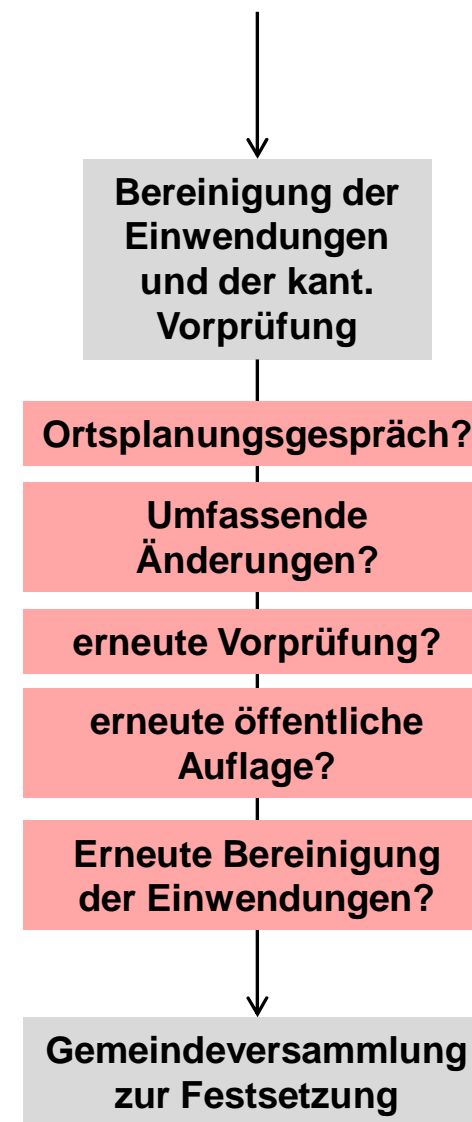 Bereinigung der
Einwendungen
und der kant.
Vorprüfung
Ortsplanungsgespräch?
Umfassende
Änderungen?
erneute Vorprüfung?
erneute öffentliche
Auflage?
Erneute Bereinigung
der Einwendungen?
Gemeindeversammlung
zur Festsetzung